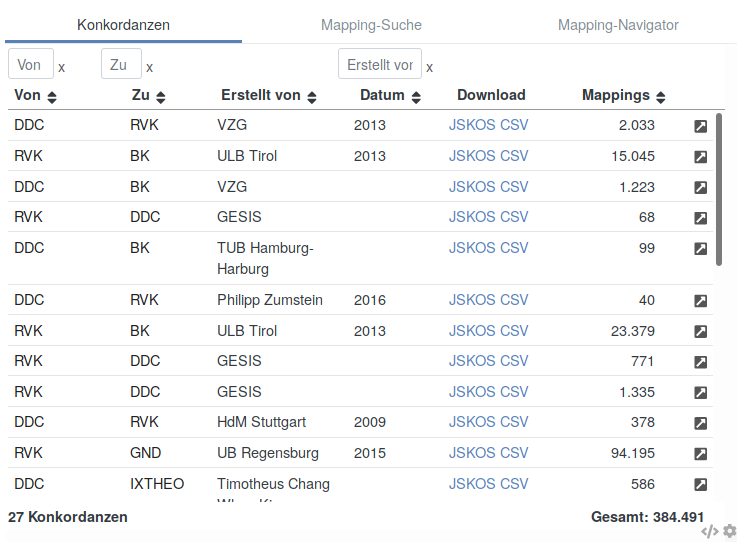 Konkordanzen Mapping-Suche Mapping-Navigator
Von x Zu x Erstellt von x
Von Zu Erstellt von Datum Download Mappings
DDC RVK VZG 2013 JSKOS CSV 2.033
RVK BK ULB Tirol 2013 JSKOS CSV 15.045
DDC BK VZG JSKOS CSV 1.223
RVK DDC GESIS JSKOS CSV 68
DDC BK TUB Hamburg- JSKOS CSV 99
Harburg
DDC RVK Philipp Zumstein 2016 JSKOS CSV 40
RVK BK ULB Tirol 2013 JSKOS CSV 23.379
RVK DDC GESIS JSKOS CSV 771
RVK DDC GESIS JSKOS CSV 1.335
DDC RVK HdM Stuttgart 2009 JSKOS CSV 378
RVK GND UB Regensburg 2015 JSKOS CSV 94.195
DDC IXTHEO Timotheus Chang JSKOS CSV 586
27 Konkordanzen Gesamt: 384.491